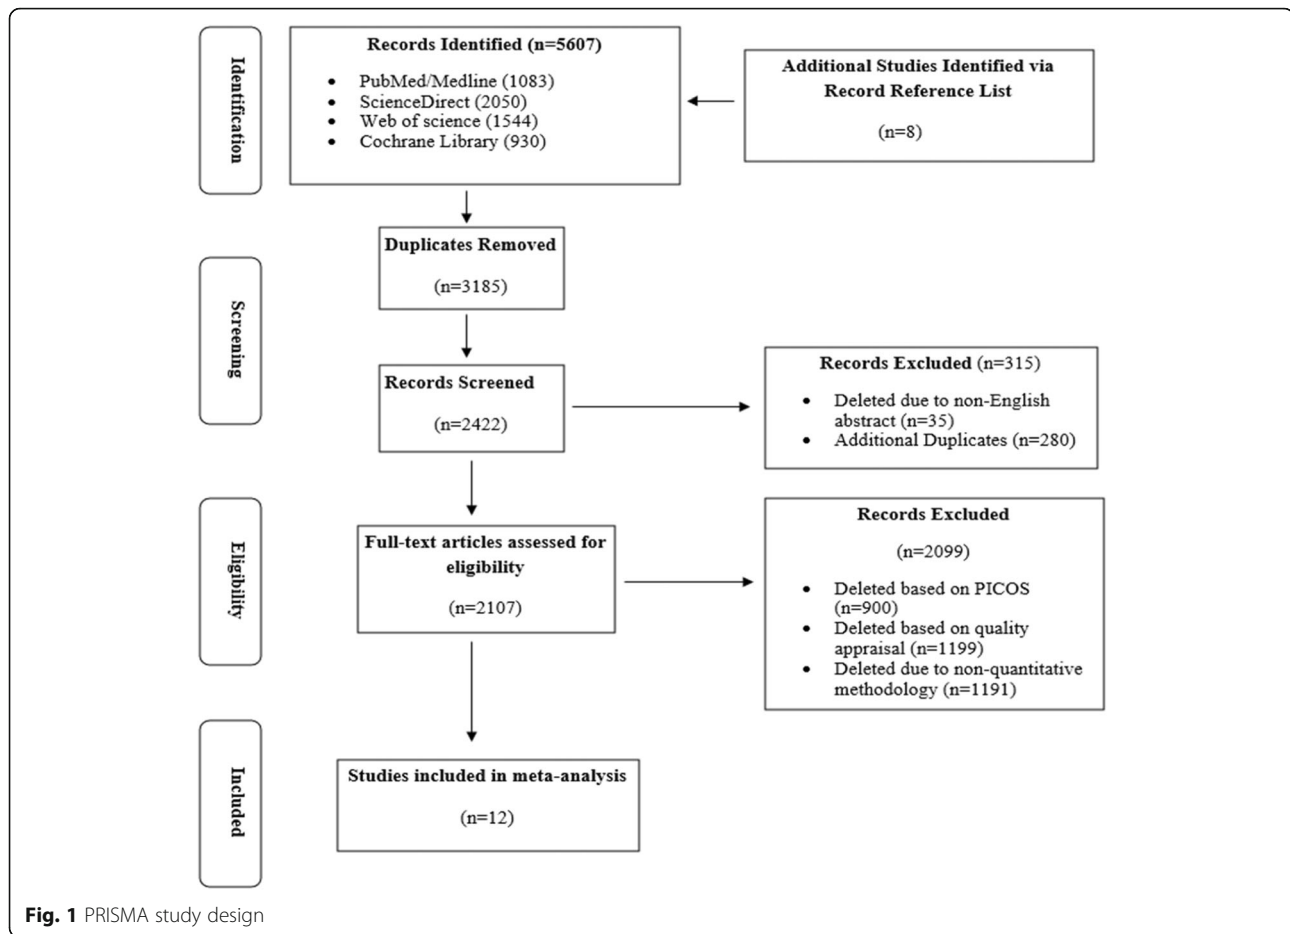 Identification
Records Identified (n=5607)
• PubMed/Medline (1083)
• ScienceDirect (2050)
• Web of science (1544)
• Cochrane Library (930)
Additional Studies Identified via
Record Reference List
(n=8)
Duplicates Removed
(n=3185)
Screening
Records Screened
(n=2422)
Records Excluded (n=315)
• Deleted due to non-English
abstract (n=35)
• Additional Duplicates (n=280)
Eligibility
Full-text articles assessed for
eligibility
(n=2107)
Records Excluded
(n=2099)
• Deleted based on PICOS
(n=900)
• Deleted based on quality
appraisal (n=1199)
• Deleted due to non-quantitative
methodology (n=1191)
Included
Studies included in meta-analysis
(n=12)
Fig. 1 PRISMA study design